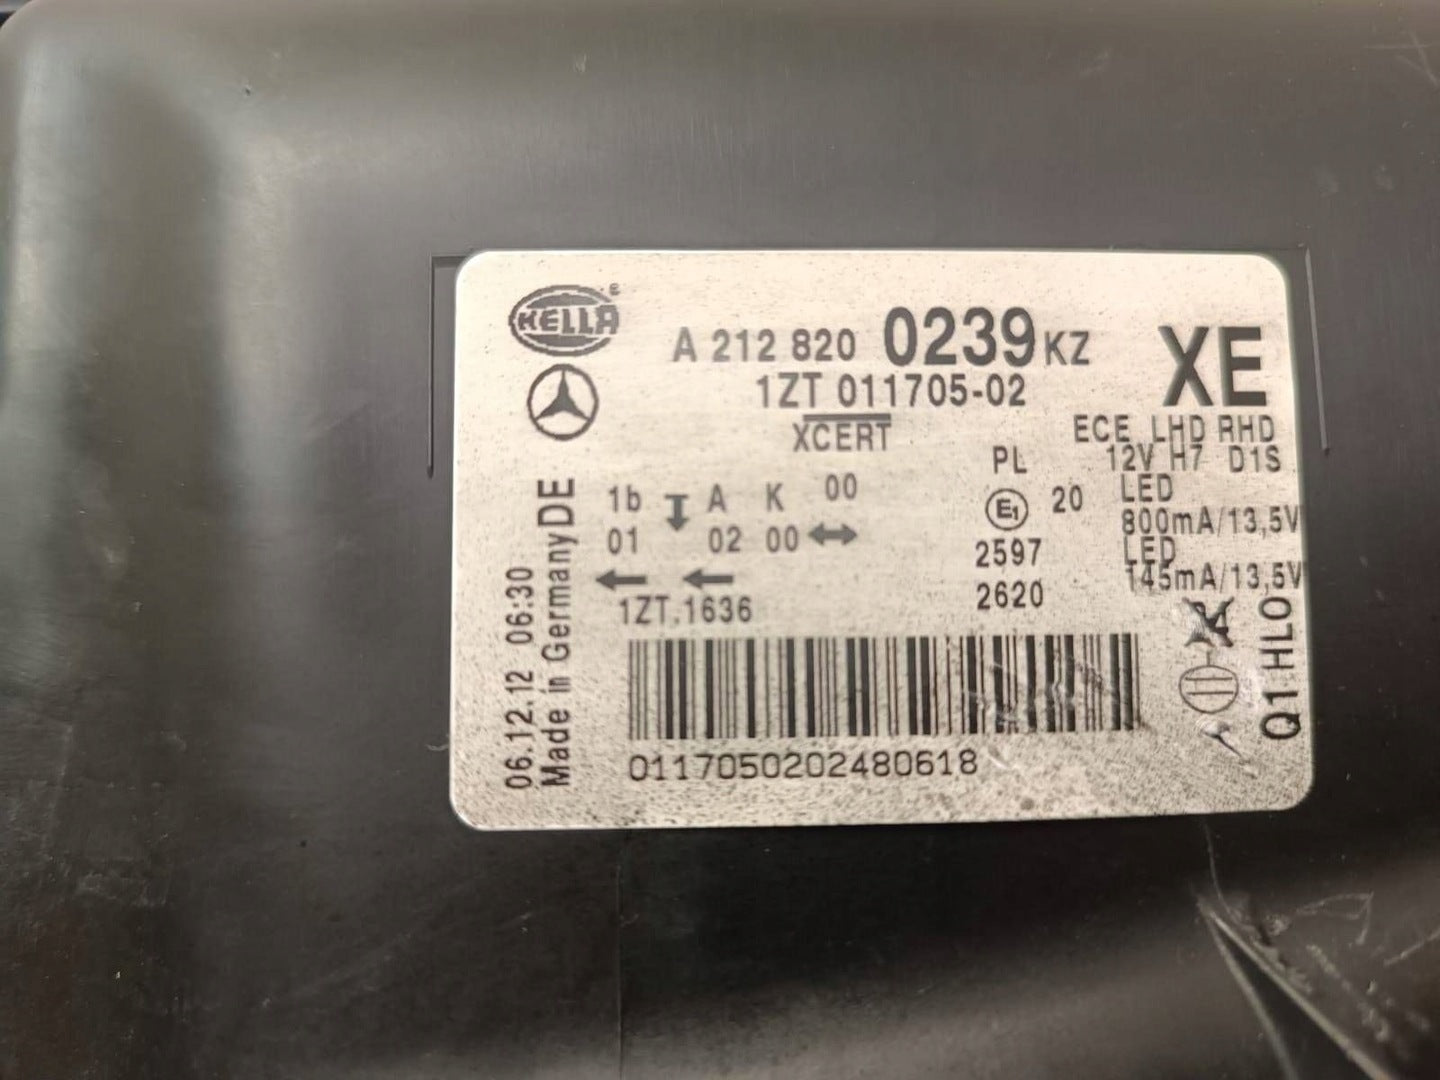 HELLA
A 212 820 0239 KZ
XE
1ZT 011705-02
XCERT
ECE LHD RHD
PL 12V H7 D1S
1b A K 00
E1 20
LED
800mA/13,5V
01 02 00
2597
LED
145mA/13,5V
1ZT.1636
2620
06.12.12 06:30
Made in Germany DE
Q1 HLO
0117050202480618